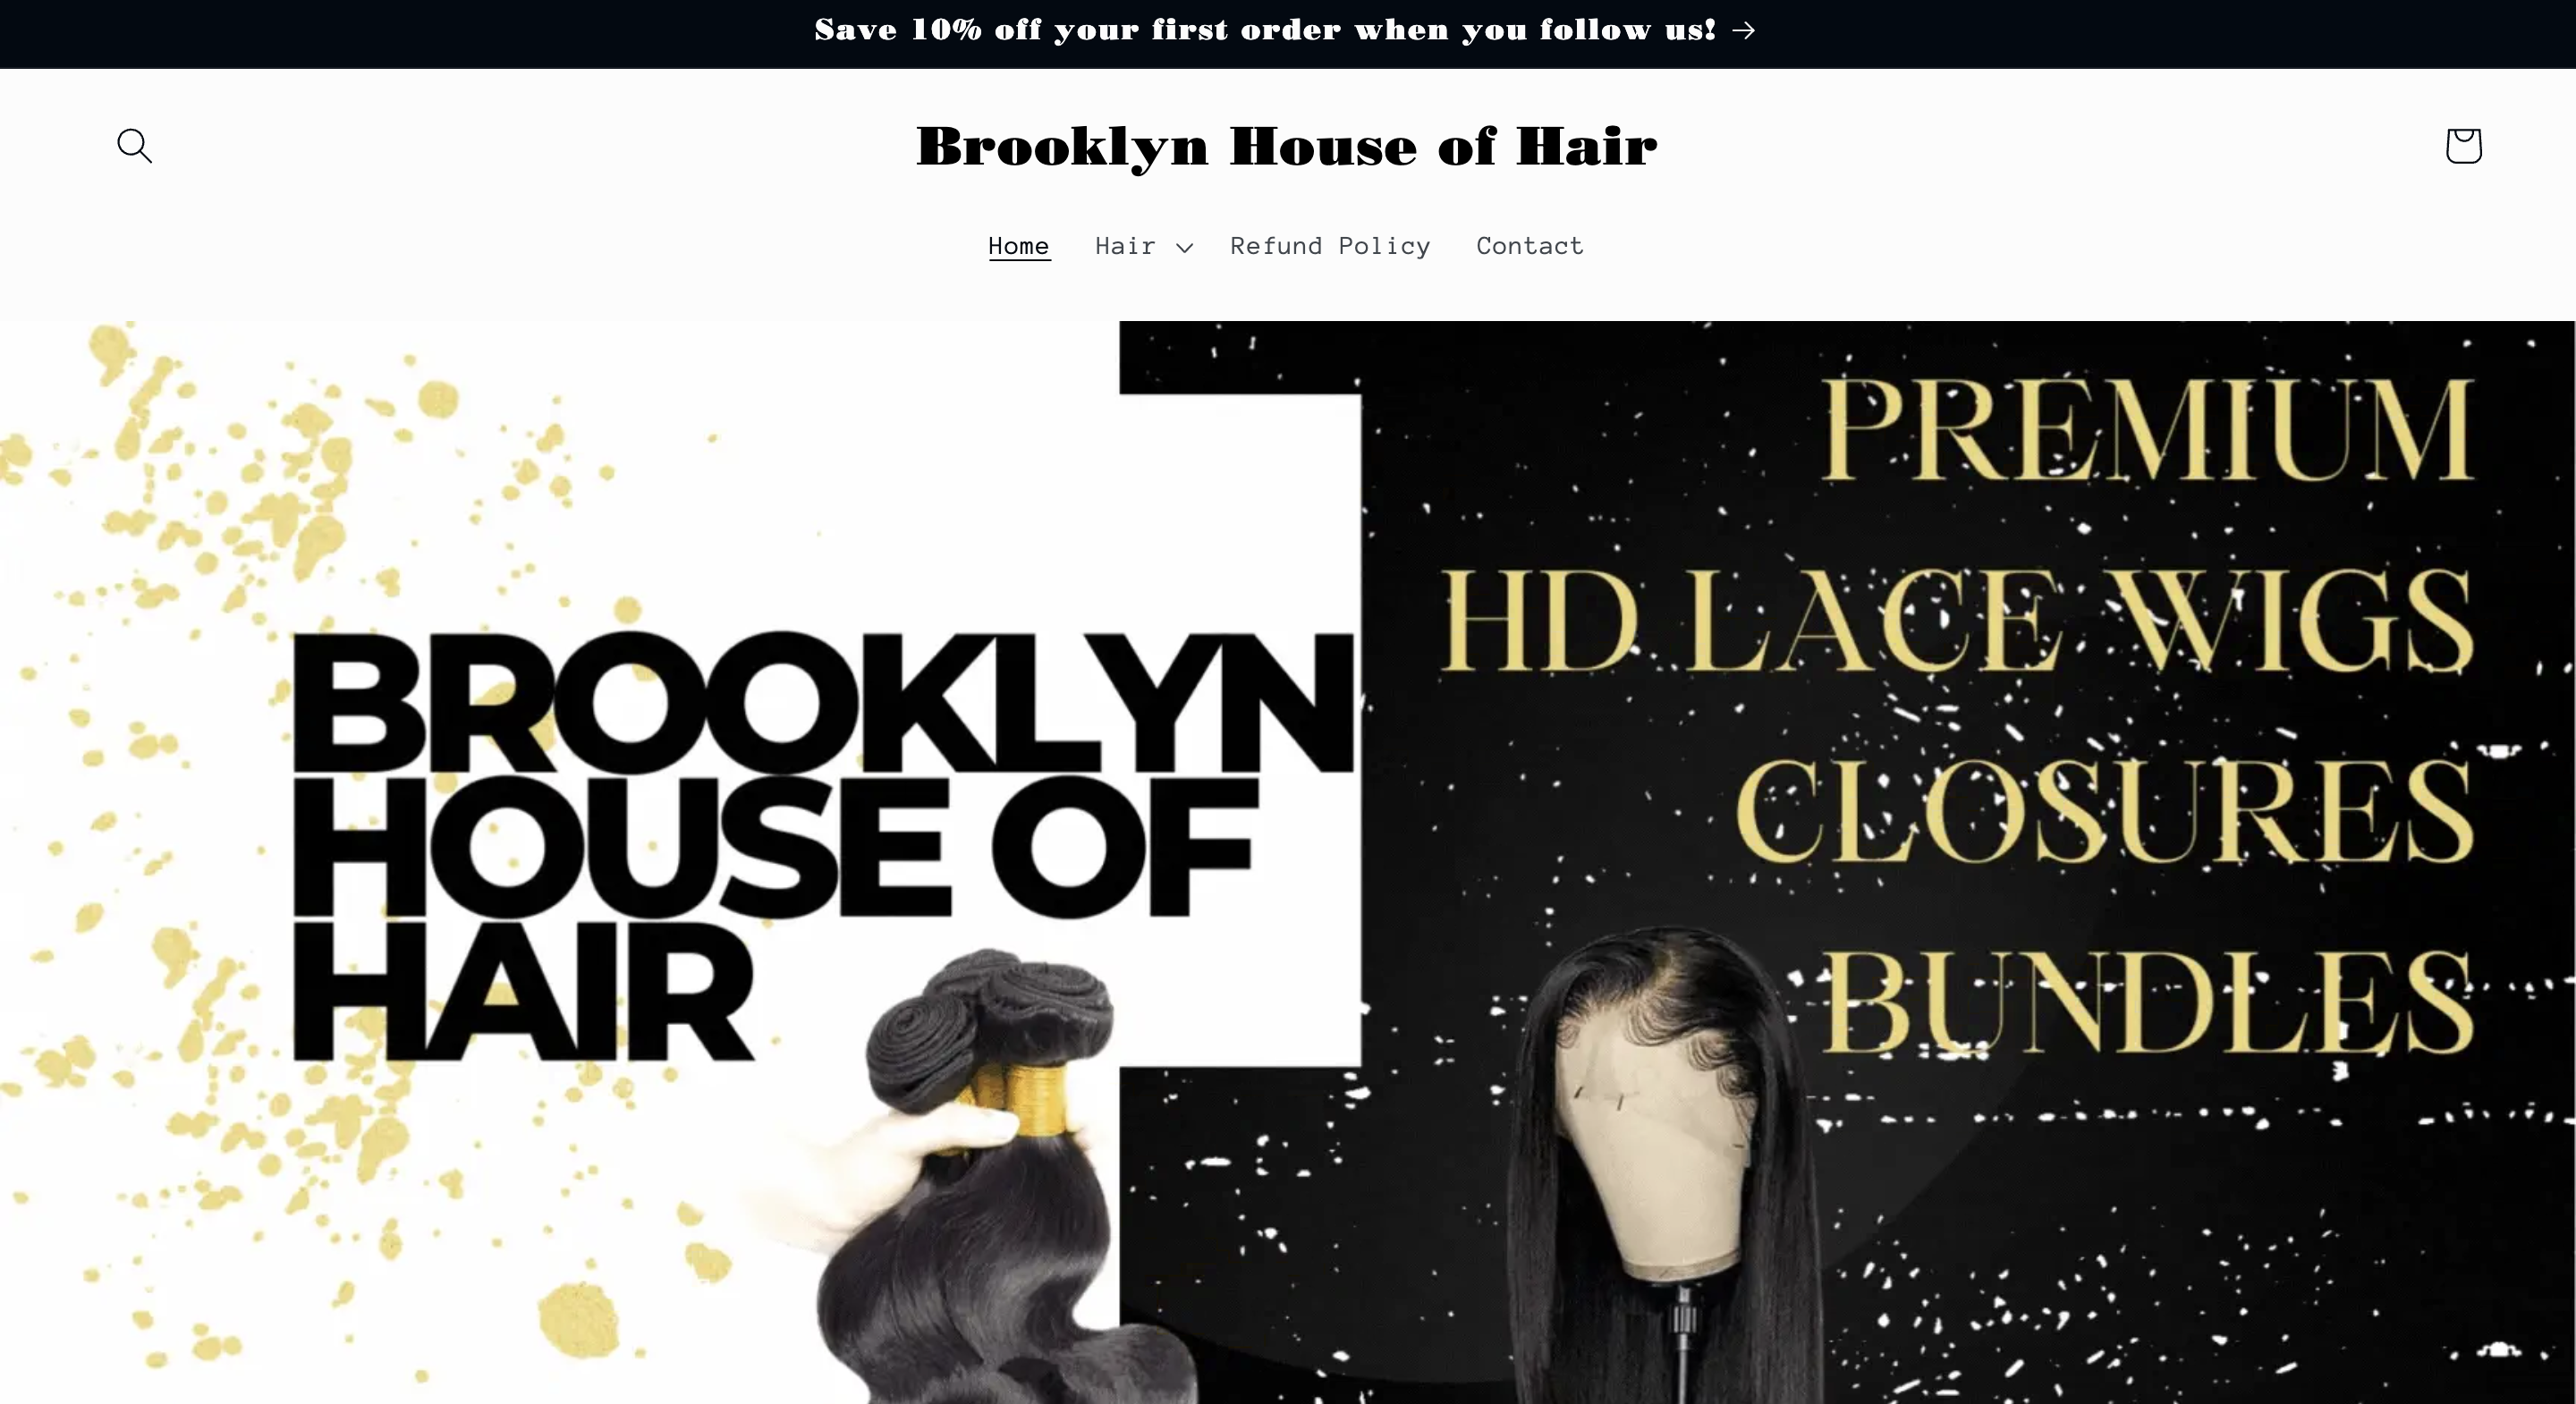 Save 10% off your first order when you follow us!
Brooklyn House of Hair
Home Hair Refund Policy Contact
BROOKLYN
HOUSE OF
HAIR
PREMIUM
HD LACE WIGS
CLOSURES
BUNDLES